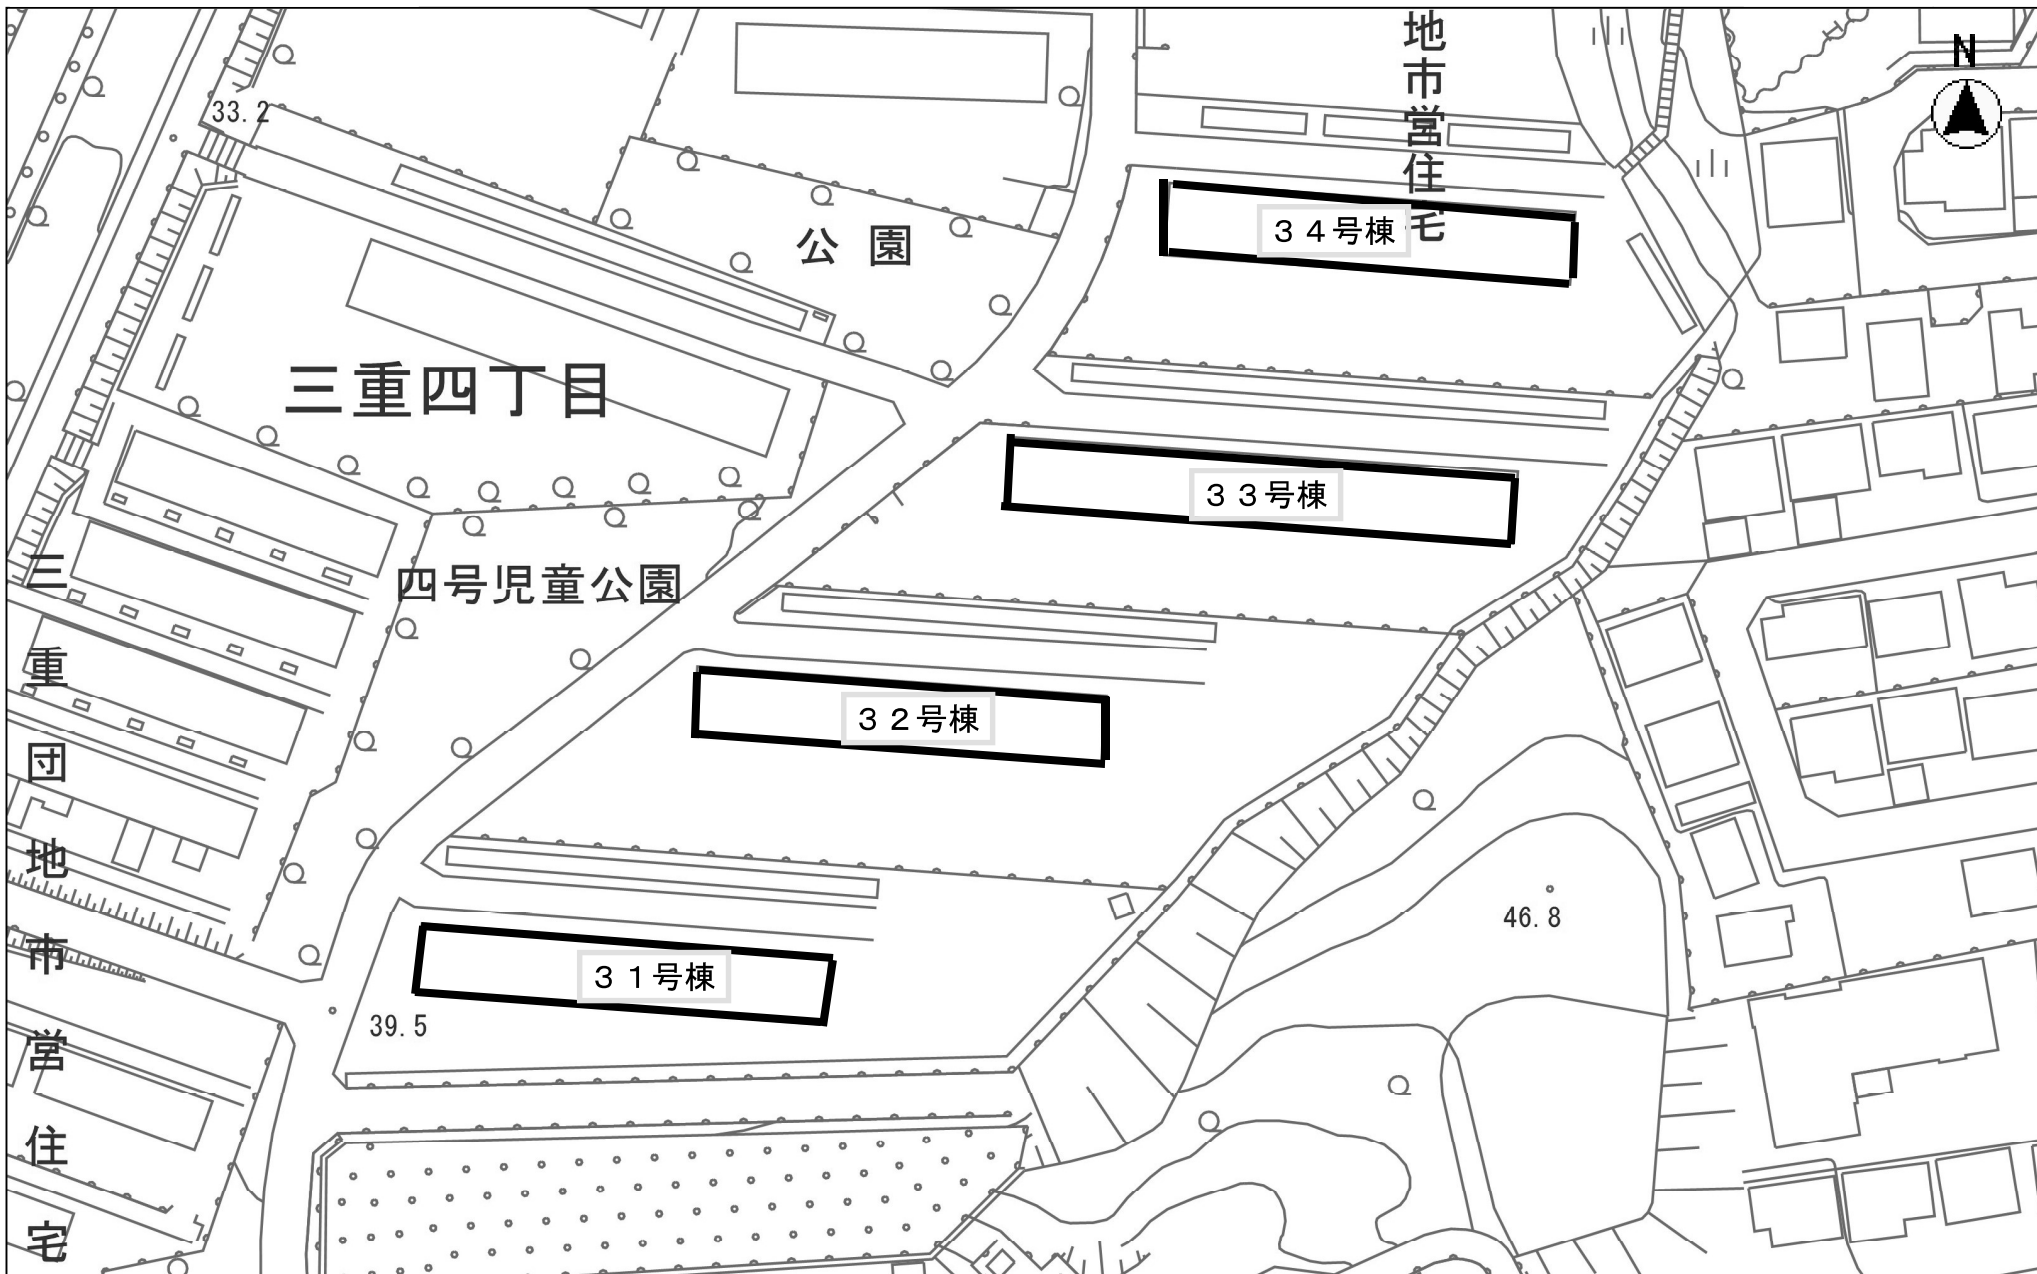 地市営住宅
N
33.2
公園
３４号棟
三重四丁目
３３号棟
四号児童公園
三重団地市営住宅
３２号棟
46.8
３１号棟
39.5